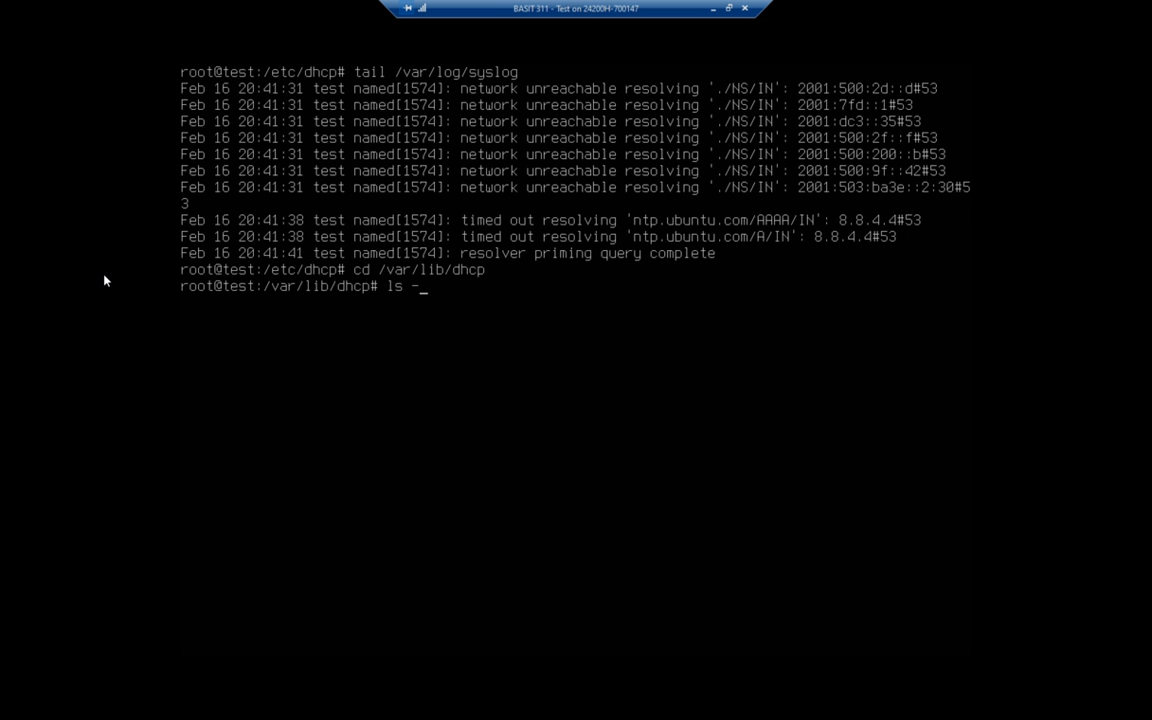 BASIT 311 - Test on 24200H-700147
root@test:/etc/dhcp# tail /var/log/syslog
Feb 16 20:41:31 test named[1574]: network unreachable resolving './NS/IN': 2001:500:2d::d#53
Feb 16 20:41:31 test named[1574]: network unreachable resolving './NS/IN': 2001:7fd::1#53
Feb 16 20:41:31 test named[1574]: network unreachable resolving './NS/IN': 2001:dc3::35#53
Feb 16 20:41:31 test named[1574]: network unreachable resolving './NS/IN': 2001:500:2f::f#53
Feb 16 20:41:31 test named[1574]: network unreachable resolving './NS/IN': 2001:500:200::b#53
Feb 16 20:41:31 test named[1574]: network unreachable resolving './NS/IN': 2001:500:9f::42#53
Feb 16 20:41:31 test named[1574]: network unreachable resolving './NS/IN': 2001:503:ba3e::2:30#5
3
Feb 16 20:41:38 test named[1574]: timed out resolving 'ntp.ubuntu.com/AAAA/IN': 8.8.4.4#53
Feb 16 20:41:38 test named[1574]: timed out resolving 'ntp.ubuntu.com/A/IN': 8.8.4.4#53
Feb 16 20:41:41 test named[1574]: resolver priming query complete
root@test:/etc/dhcp# cd /var/lib/dhcp
root@test:/var/lib/dhcp# ls -_